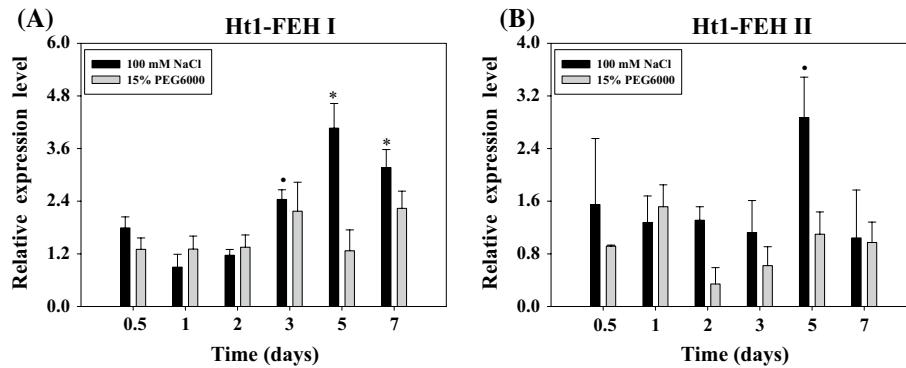 (A)
Ht1-FEH I
Relative expression level
6.0
4.8
3.6
2.4
1.2
0.0
100 mM NaCl
15% PEG6000
*
*
•
0.5 1 2 3 5 7
Time (days)
(B)
Ht1-FEH II
Relative expression level
4.0
3.2
2.4
1.6
0.8
0.0
100 mM NaCl
15% PEG6000
•
0.5 1 2 3 5 7
Time (days)